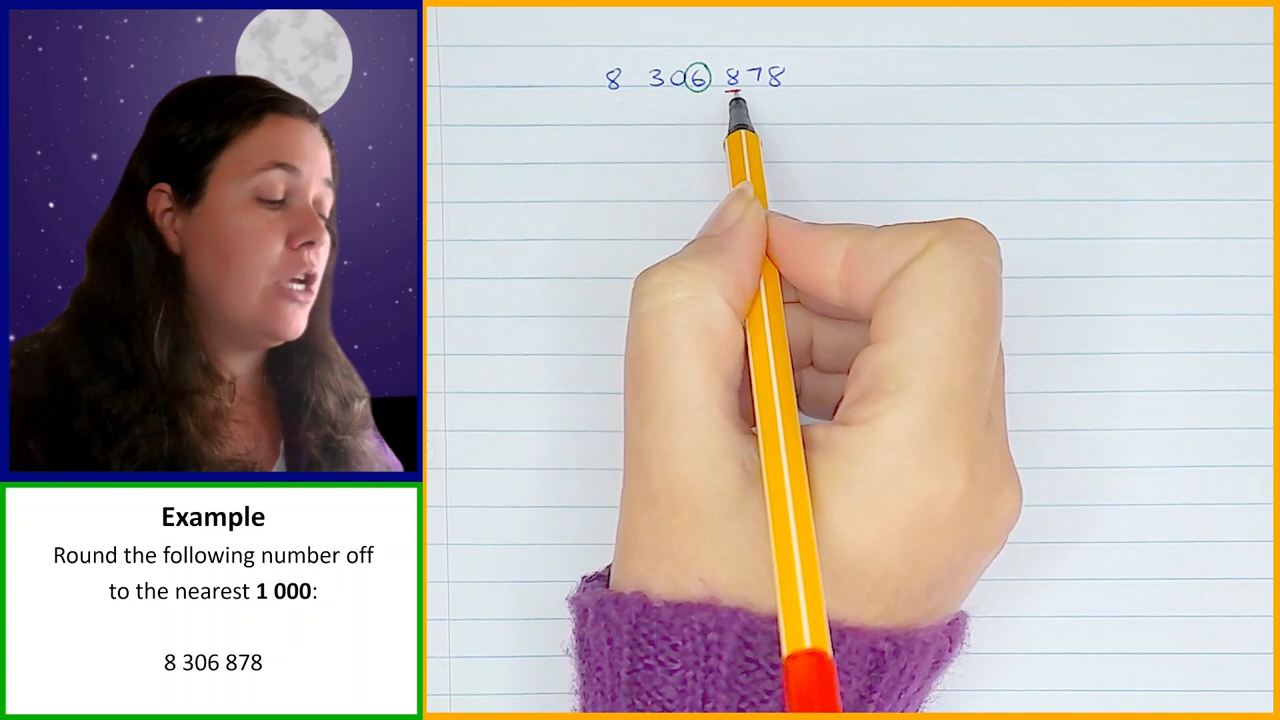 8 306 878
Example
Round the following number off
to the nearest 1 000:
8 306 878